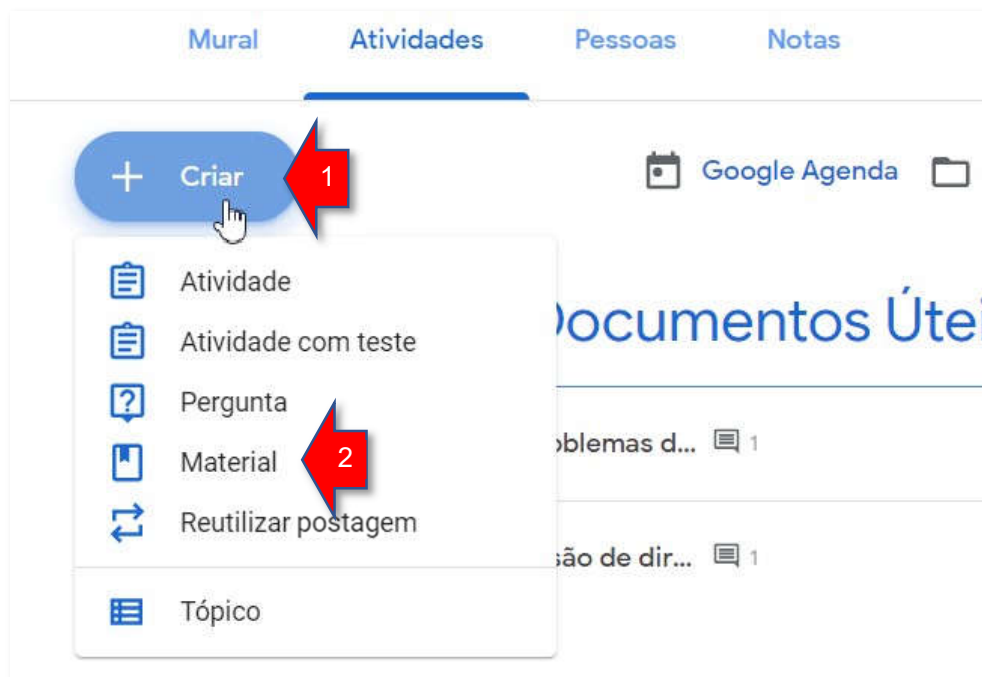 Mural Atividades Pessoas Notas
+ Criar 1 Google Agenda
Atividade
Documentos Útei
Atividade com teste
Pergunta
oblemas d... 1
Material 2
Reutilizar postagem
são de dir... 1
Tópico